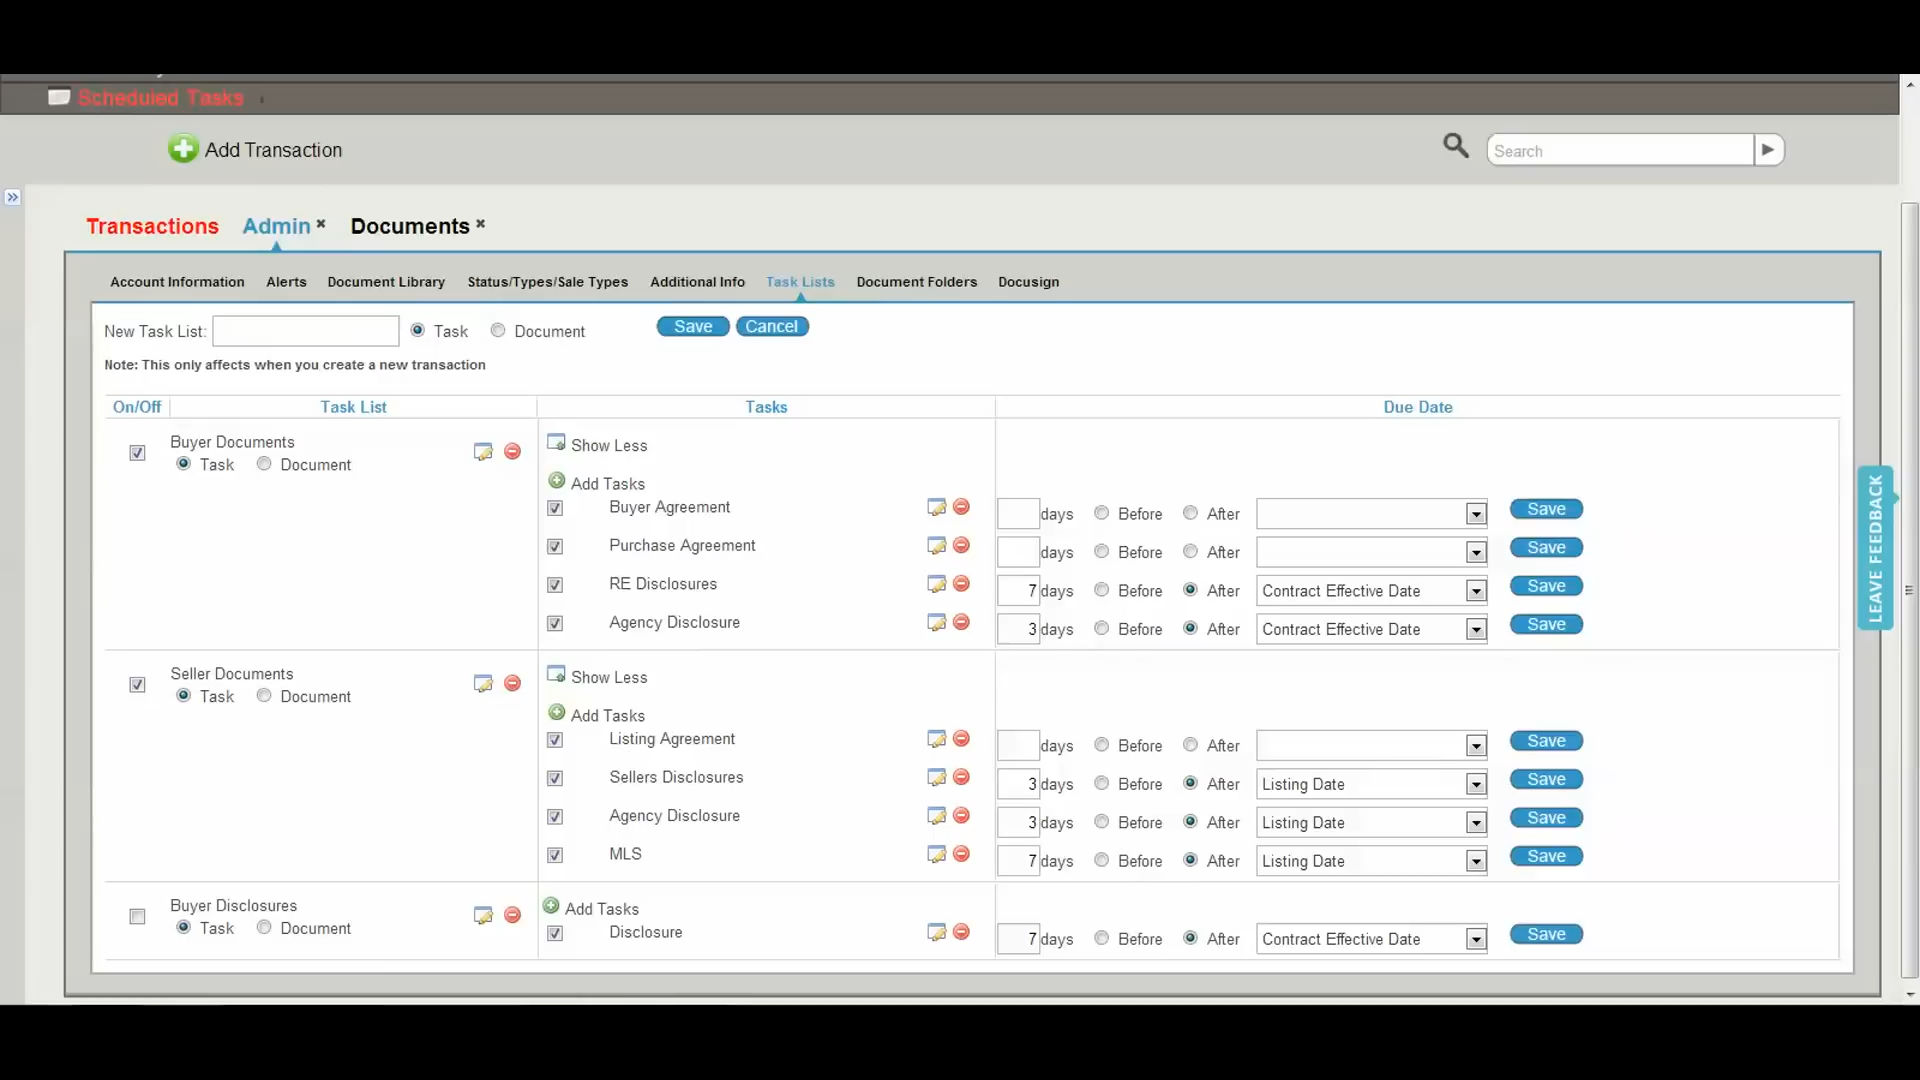 Scheduled Tasks
Add Transaction
Search
Transactions Admin Documents
Account Information Alerts Document Library Status/Types/Sale Types Additional Info Task Lists Document Folders Docusign
New Task List: Task Document Save Cancel
Note: This only affects when you create a new transaction
On/Off Task List Tasks Due Date
Buyer Documents
Task Document
Show Less
Add Tasks
Buyer Agreement days Before After Save
Purchase Agreement days Before After Save
RE Disclosures 7 days Before After Contract Effective Date Save
Agency Disclosure 3 days Before After Contract Effective Date Save
Seller Documents
Task Document
Show Less
Add Tasks
Listing Agreement days Before After Save
Sellers Disclosures 3 days Before After Listing Date Save
Agency Disclosure 3 days Before After Listing Date Save
MLS 7 days Before After Listing Date Save
Buyer Disclosures
Task Document
Add Tasks
Disclosure 7 days Before After Contract Effective Date Save
LEAVE FEEDBACK